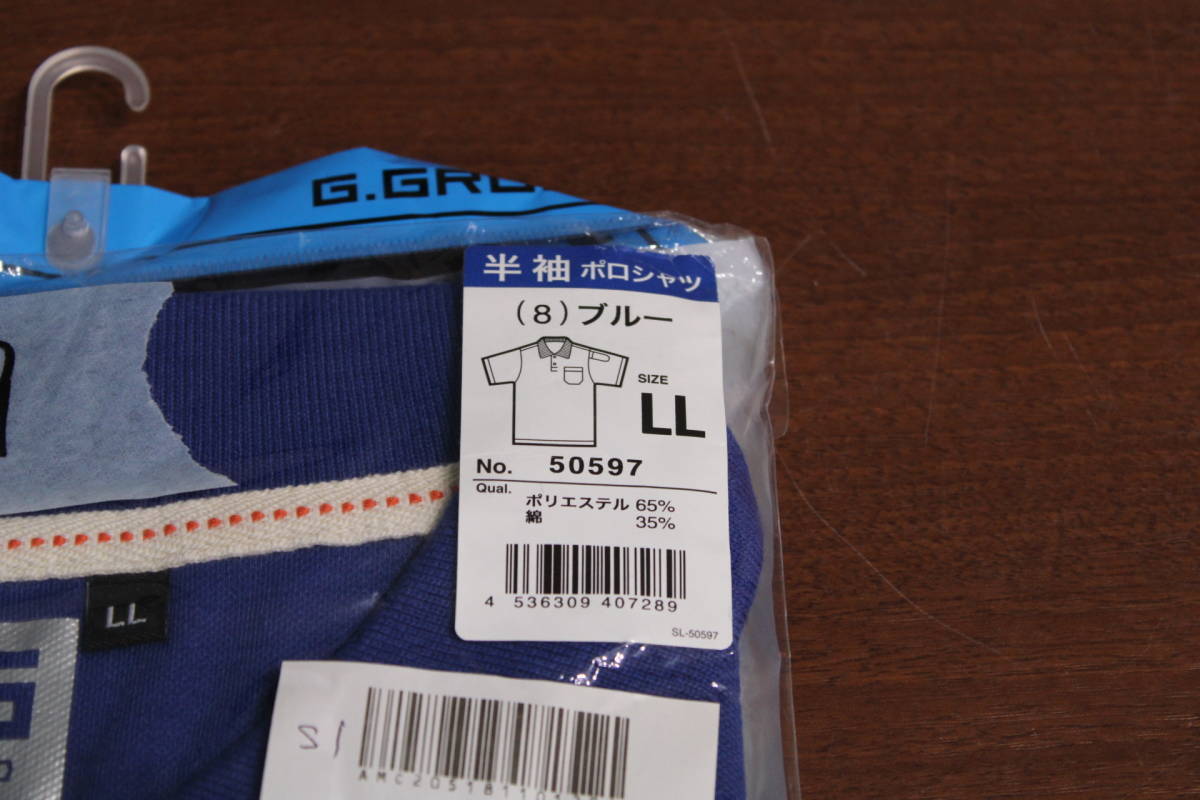 G.GRO
半袖 ポロシャツ
(8)ブルー
SIZE
LL
No. 50597
Qual.
ポリエステル 65%
綿 35%
4 536309 407289
SL-50597
LL